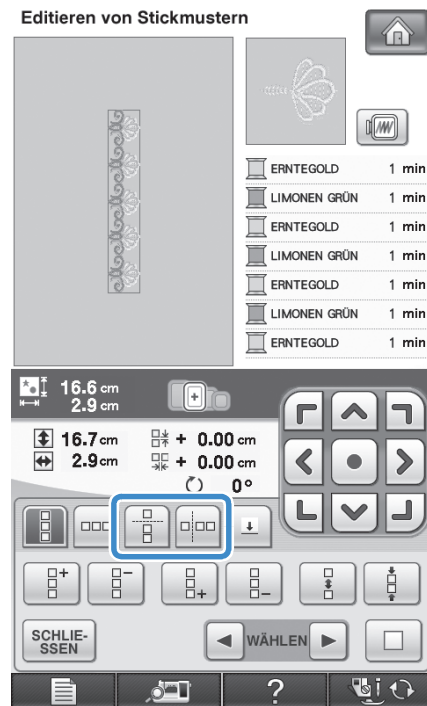 Editieren von Stickmustern
ERNTEGOLD 1 min
LIMONEN GRÜN 1 min
ERNTEGOLD 1 min
LIMONEN GRÜN 1 min
ERNTEGOLD 1 min
LIMONEN GRÜN 1 min
ERNTEGOLD 1 min
16.6 cm
2.9 cm
16.7 cm + 0.00 cm
2.9 cm + 0.00 cm
0°
SCHLIE-
SSEN
WÄHLEN
?